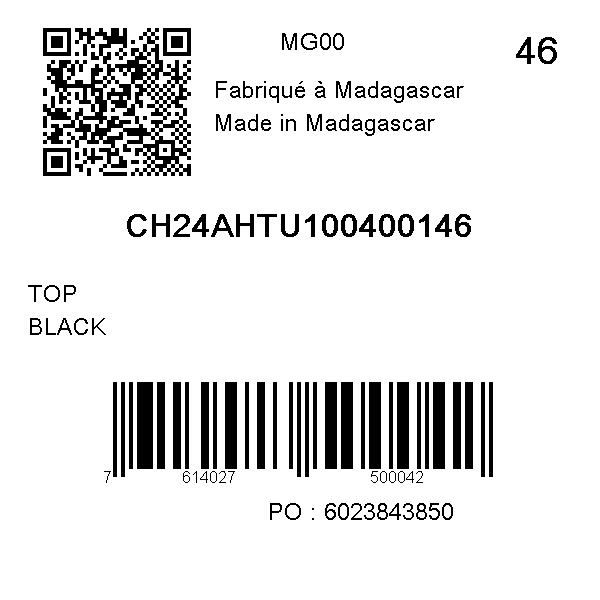 MG00
46
Fabriqué à Madagascar
Made in Madagascar
CH24AHTU100400146
TOP
BLACK
7 614027 500042
PO : 6023843850